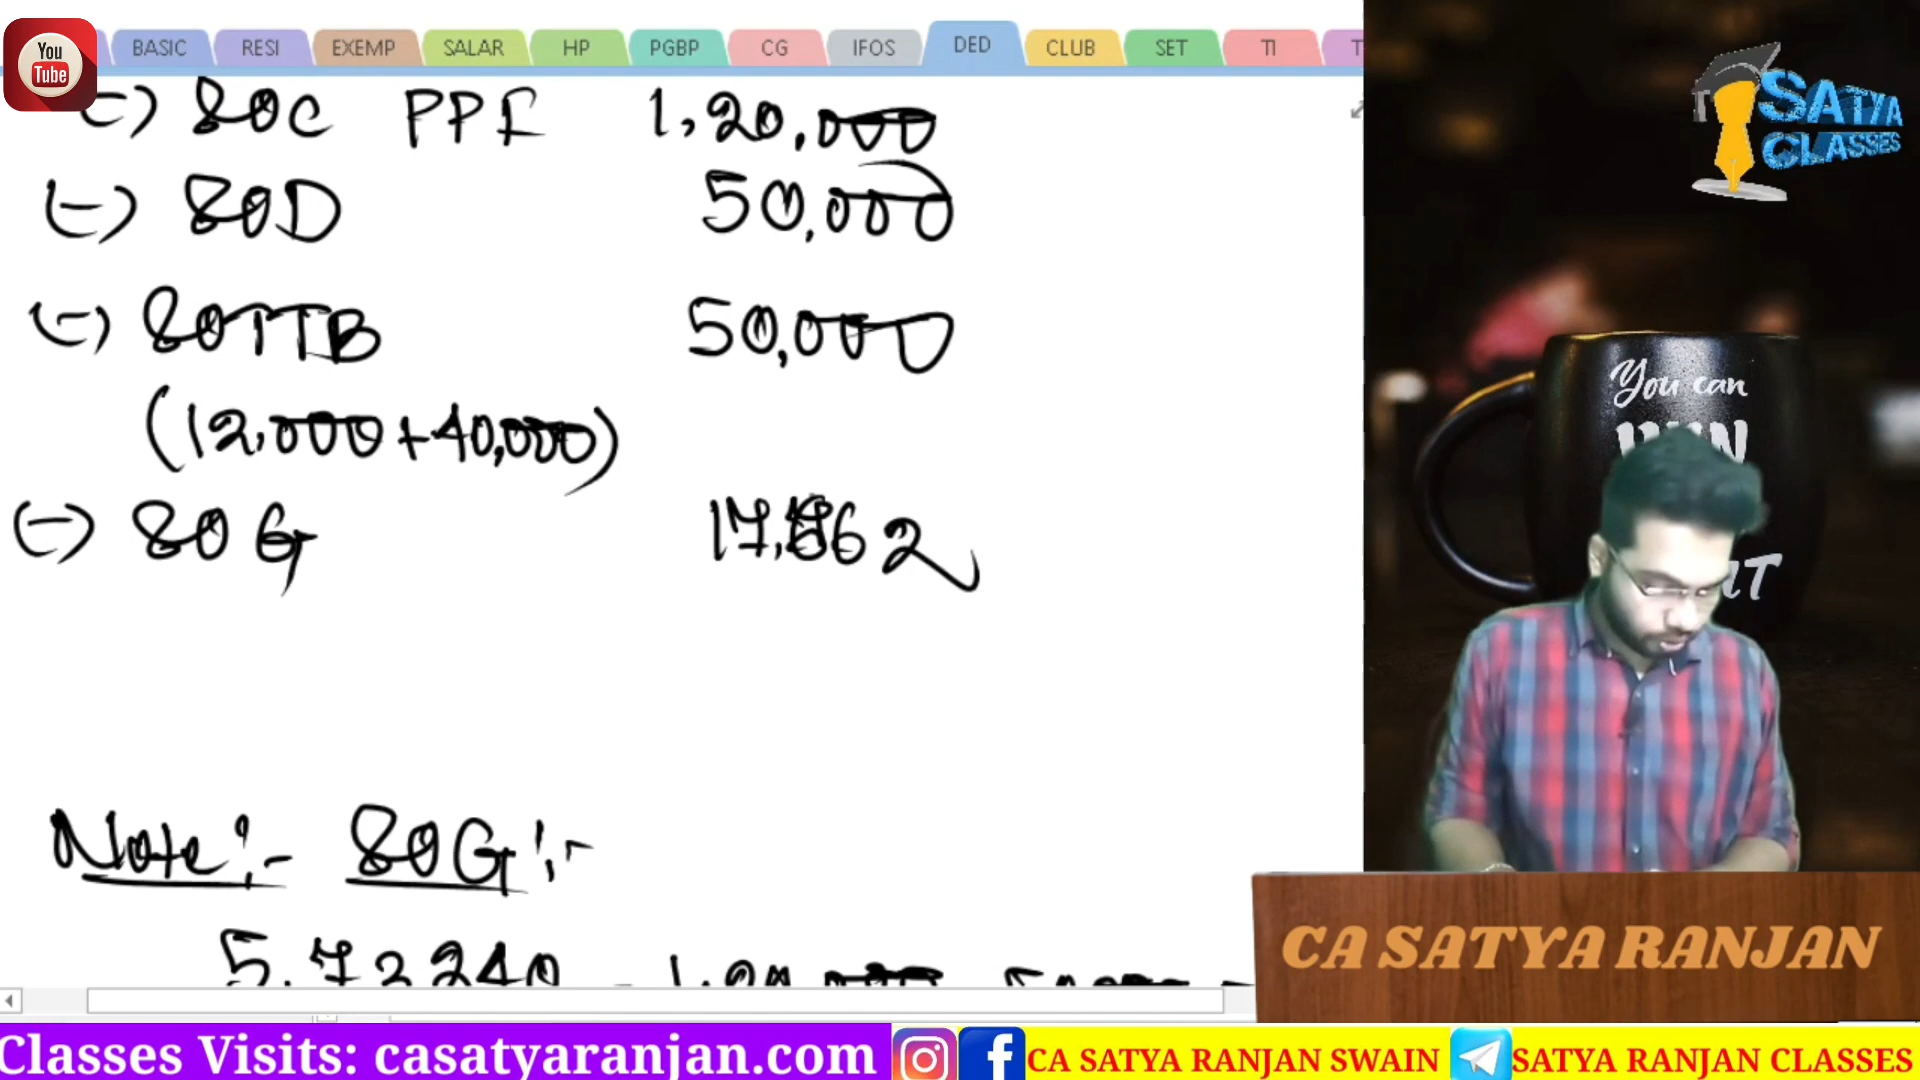 You
Tube
BASIC RESI EXEMP SALAR HP PGBP CG IFOS DED CLUB SET TI T
(-) 80C PPF 1,20,000
(-) 80D 50,000
(-) 80TTB 50,000
(12,000+40,000)
(-) 80G
Note:- 80G:-
SATYA
CLASSES
You can
CA SATYA RANJAN
Classes Visits: casatyaranjan.com
CA SATYA RANJAN SWAIN
SATYA RANJAN CLASSES